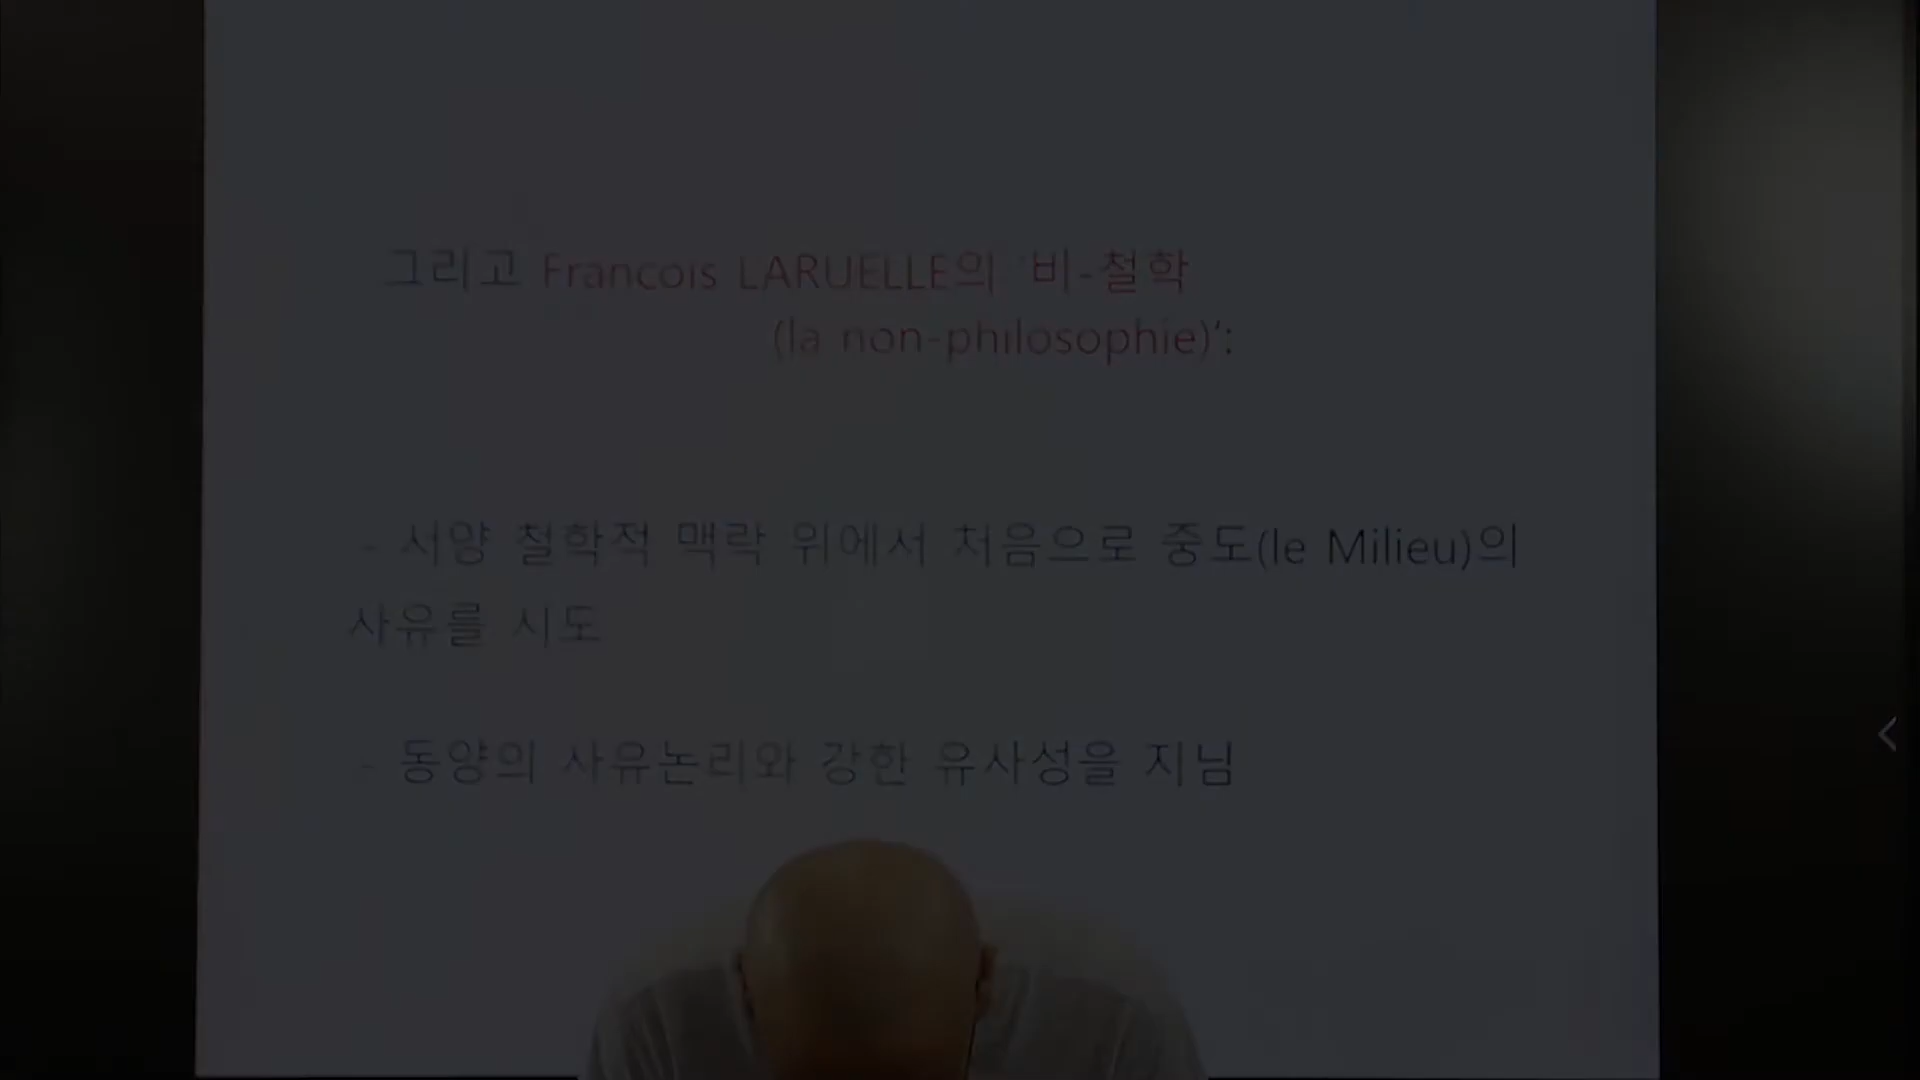 그리고 Francois LARUELLE의 '비-철학
(la non-philosophie)':
- 서양 철학적 맥락 위에서 처음으로 중도(le Milieu)의
사유를 시도
- 동양의 사유논리와 강한 유사성을 지님